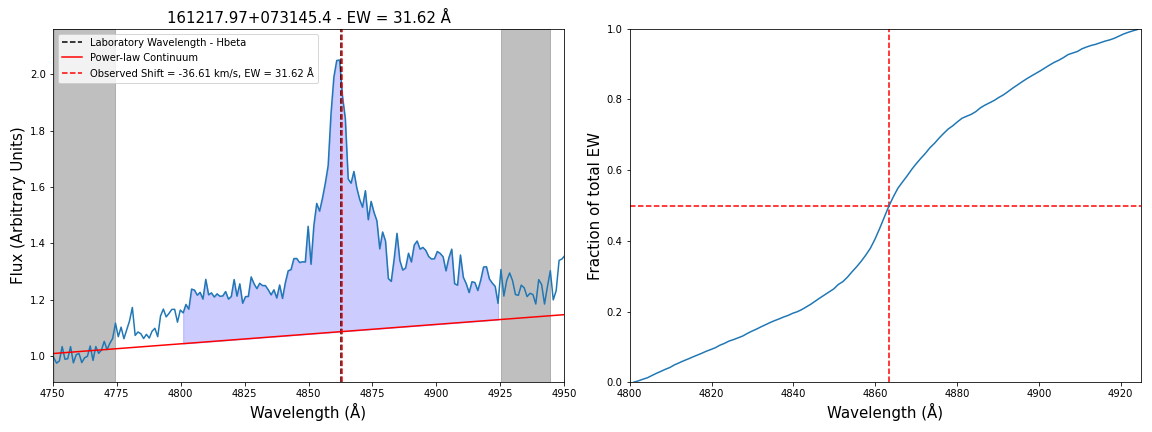 161217.97+073145.4 - EW = 31.62 Å
Laboratory Wavelength - Hbeta
Power-law Continuum
Observed Shift = -36.61 km/s, EW = 31.62 Å
Flux (Arbitrary Units)
2.0
1.8
1.6
1.4
1.2
1.0
4750 4775 4800 4825 4850 4875 4900 4925 4950
Wavelength (Å)
Fraction of total EW
1.0
0.8
0.6
0.4
0.2
0.0
4800 4820 4840 4860 4880 4900 4920
Wavelength (Å)